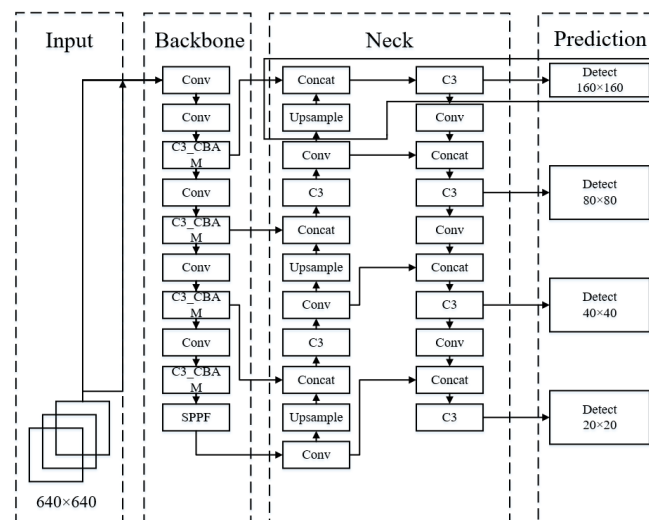 Input
Backbone
Neck
Prediction
Conv
Conv
C3_CBA
M
Conv
C3_CBA
M
Conv
C3_CBA
M
Conv
C3_CBA
M
SPPF
640×640
Concat
Upsample
Conv
C3
Concat
Upsample
Conv
C3
Concat
Upsample
Conv
C3
Conv
Concat
C3
Conv
Concat
C3
Conv
Concat
C3
Detect
160×160
Detect
80×80
Detect
40×40
Detect
20×20